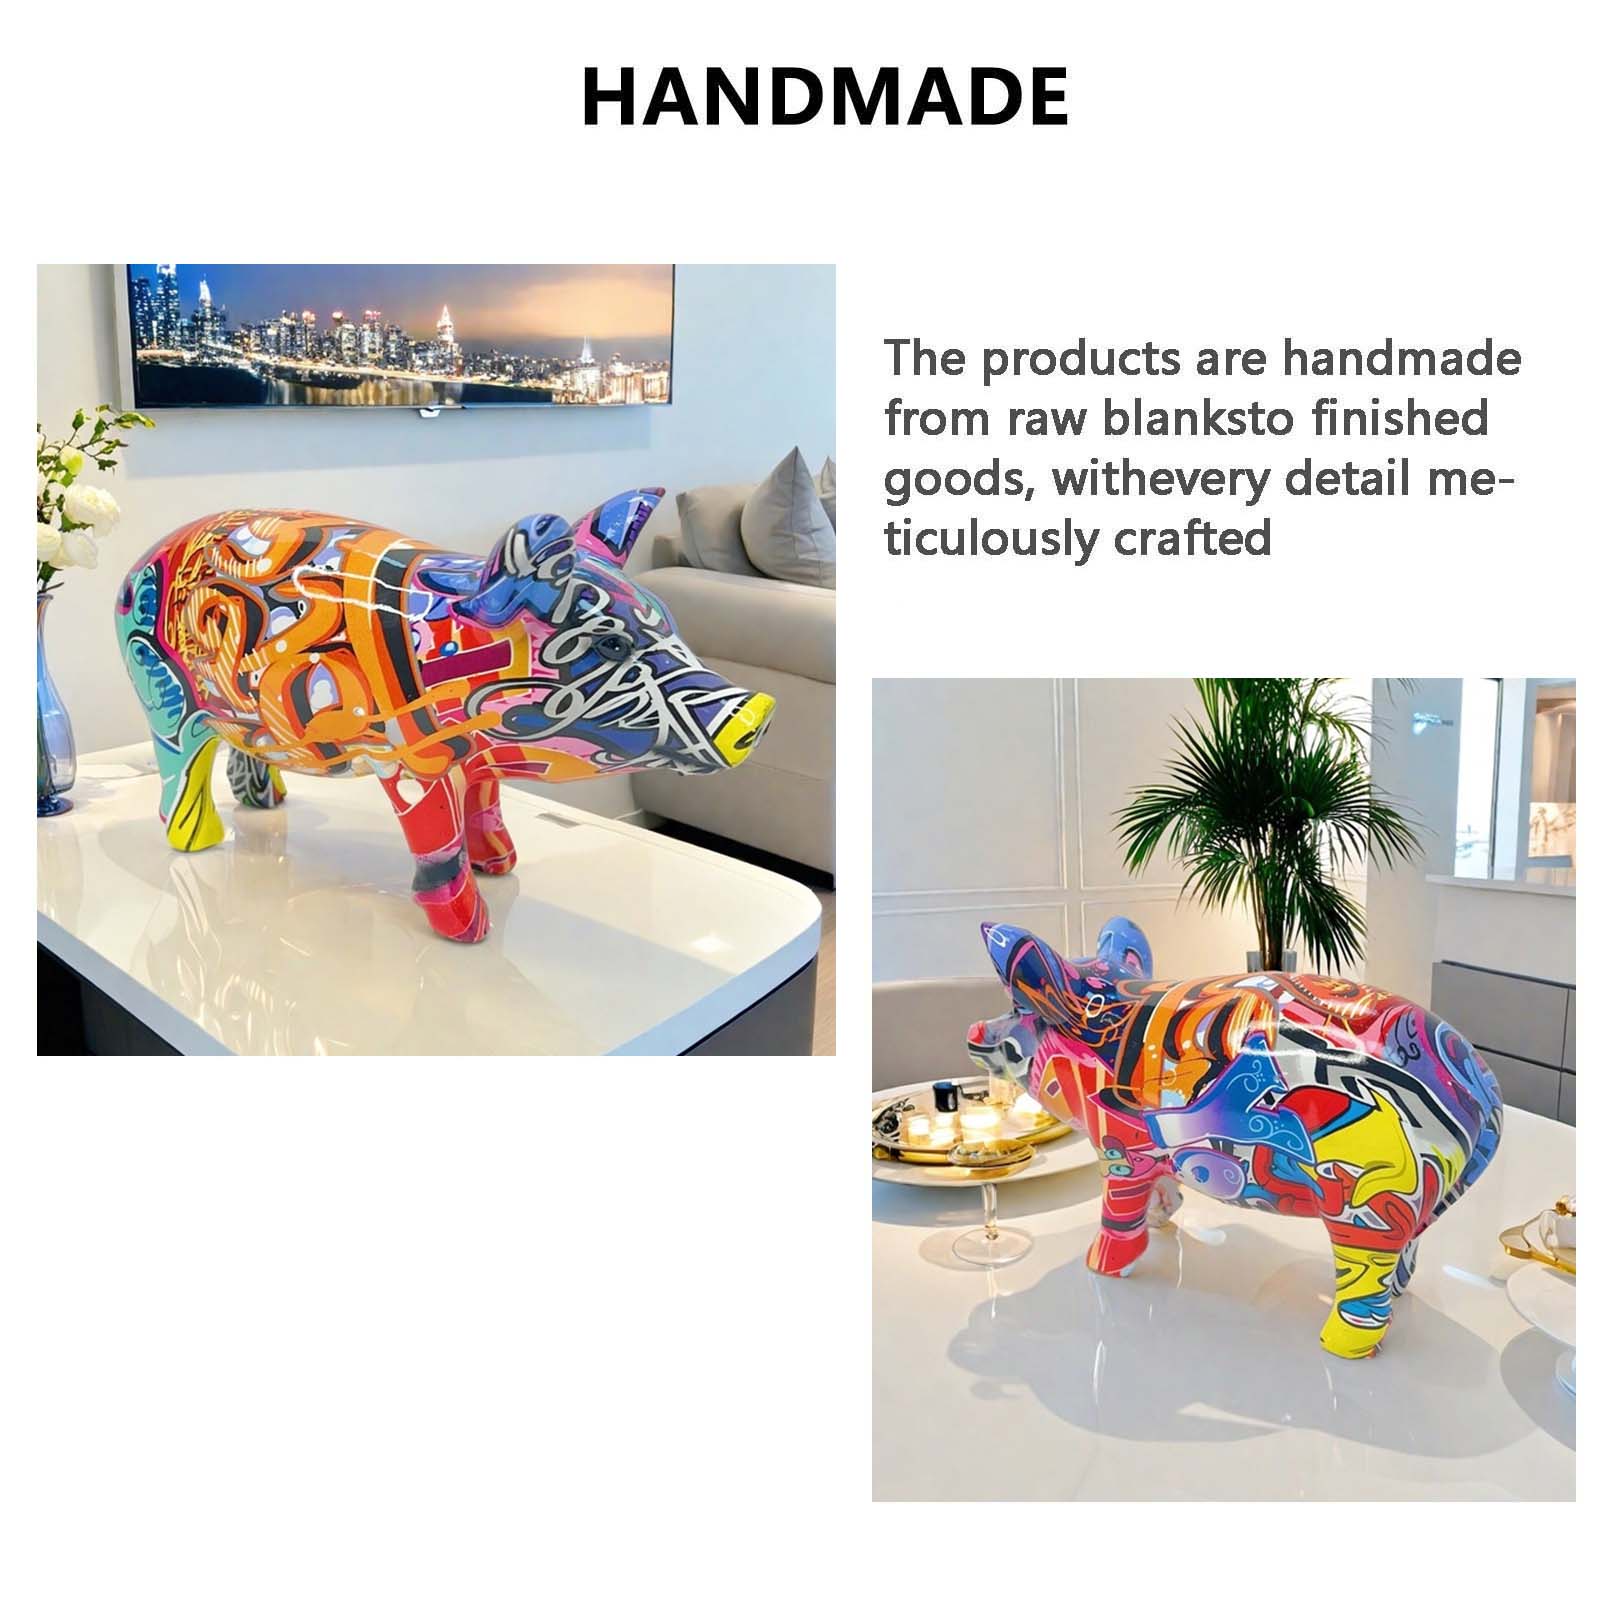 HANDMADE
The products are handmade
from raw blanksto finished
goods, withevery detail me-
ticulously crafted